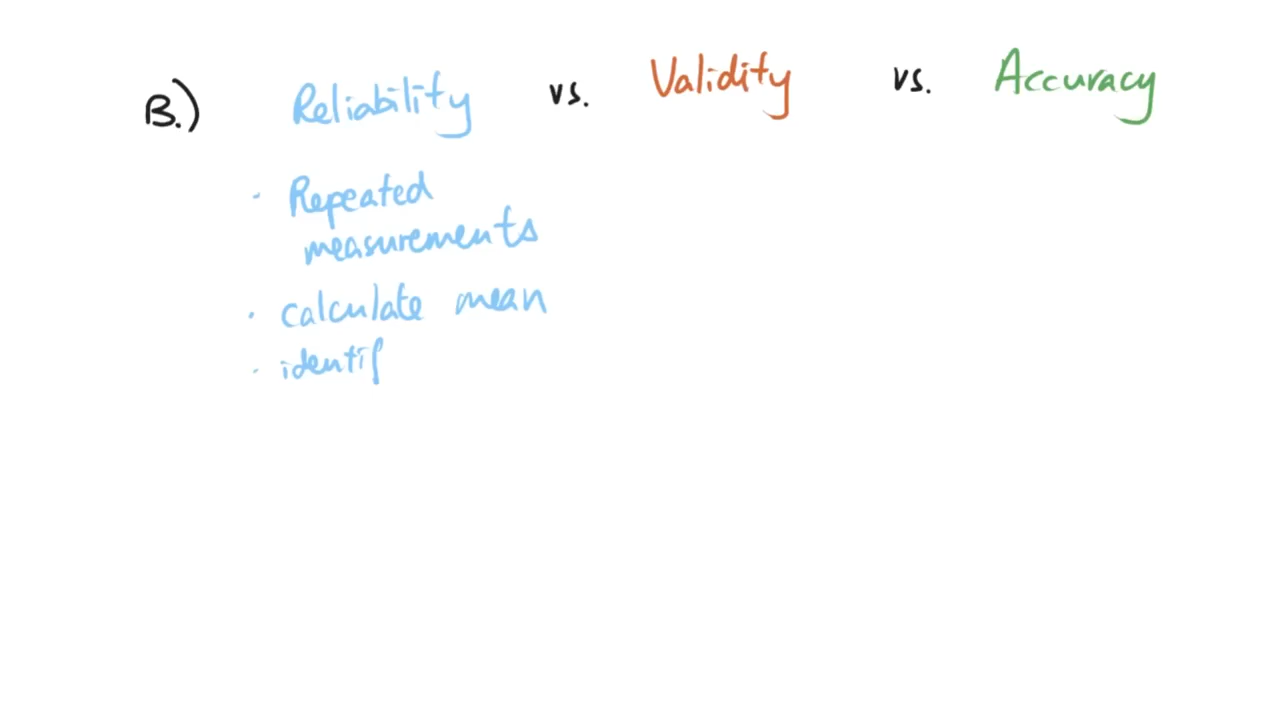 B.) Reliability vs. Validity vs. Accuracy
· Repeated
measurements
· calculate mean
· identif